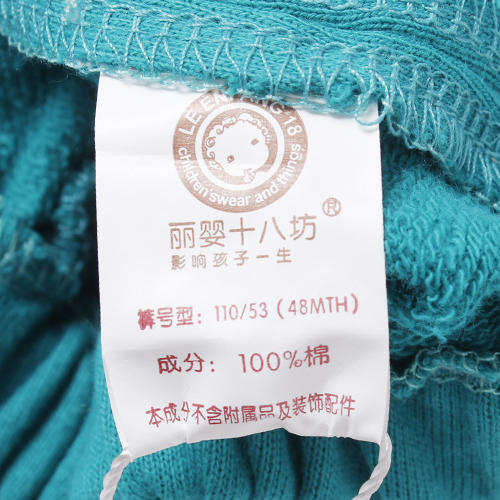 children'swear and things.
丽婴十八坊®
影响孩子一生
裤号型: 110/53 (48MTH)
成分: 100%棉
本成分不含附属品及装饰配件